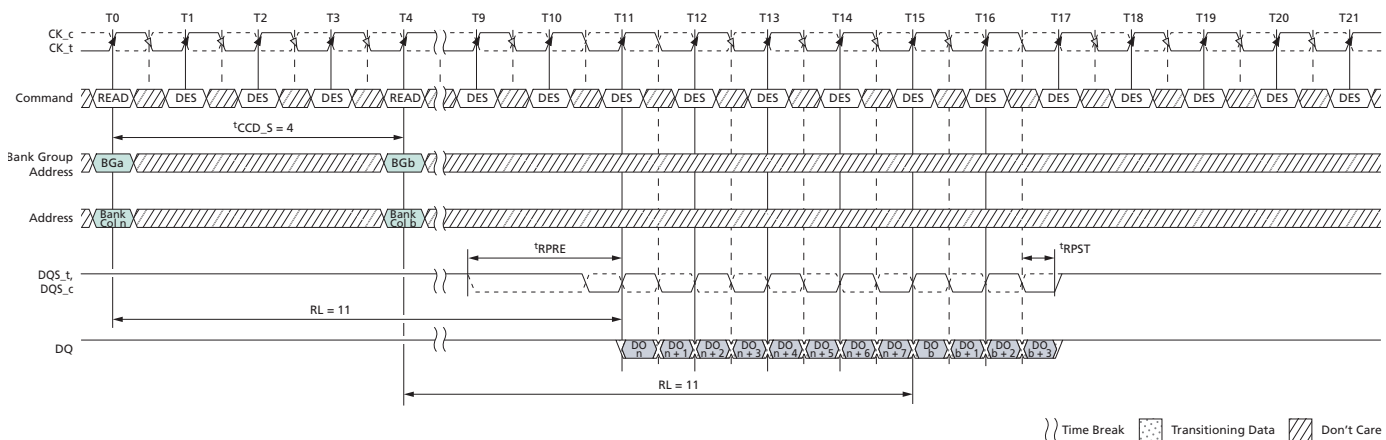 T0 T1 T2 T3 T4 T9 T10 T11 T12 T13 T14 T15 T16 T17 T18 T19 T20 T21
CK_c
CK_t
Command READ DES DES DES READ DES DES DES DES DES DES DES DES DES DES DES DES DES
tCCD_S = 4
Bank Group
Address
BGa BGb
Address
Bank
Col n
Bank
Col b
tRPRE tRPST
DQS_t,
DQS_c
RL = 11
DQ
DO
n
DO
n + 1
DO
n + 2
DO
n + 3
DO
n + 4
DO
n + 5
DO
n + 6
DO
n + 7
DO
b
DO
b + 1
DO
b + 2
DO
b + 3
RL = 11
Time Break Transitioning Data Don't Care